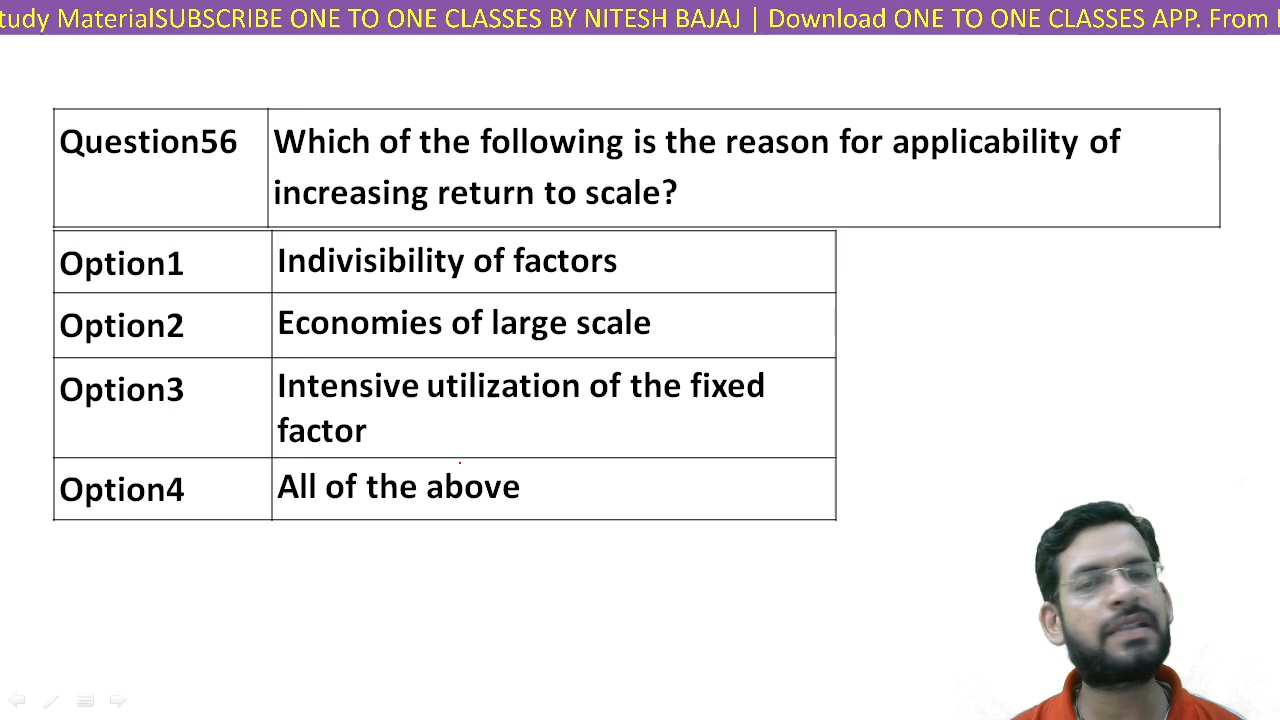 tudy MaterialSUBSCRIBE ONE TO ONE CLASSES BY NITESH BAJAJ | Download ONE TO ONE CLASSES APP. From
Question56 Which of the following is the reason for applicability of
increasing return to scale?
Option1 Indivisibility of factors
Option2 Economies of large scale
Option3 Intensive utilization of the fixed
factor
Option4 All of the above